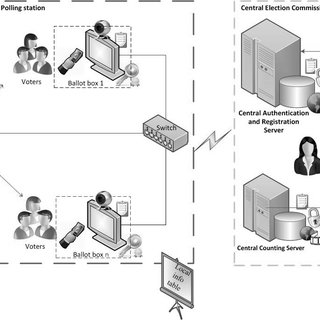 Polling station
Central Election Commissi
Voters
Ballot box 1
Switch
Central Authentication
and Registration
Server
Voters
Ballot box n
Central Counting Server
Local
info
table